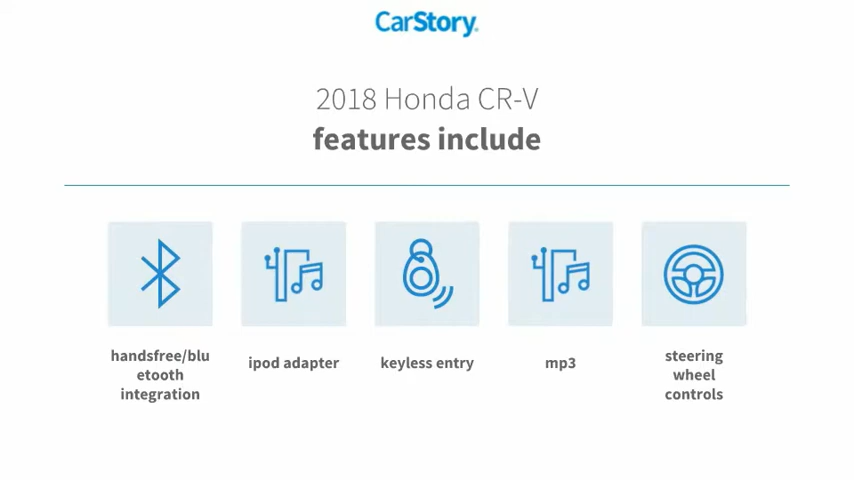 CarStory
2018 Honda CR-V
features include
handsfree/blu
etooth
integration
ipod adapter
keyless entry
mp3
steering
wheel
controls